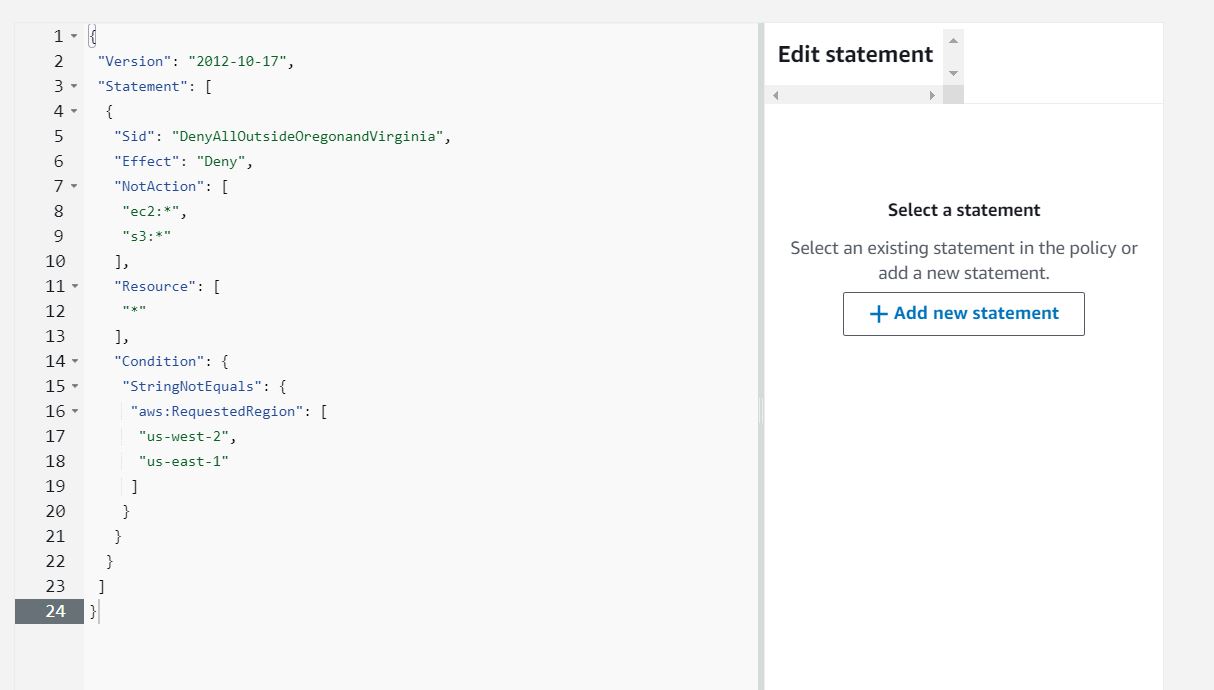 1 {
2 "Version": "2012-10-17",
3 "Statement": [
4 {
5 "Sid": "DenyAllOutsideOregonandVirginia",
6 "Effect": "Deny",
7 "NotAction": [
8 "ec2:*",
9 "s3:*"
10 ],
11 "Resource": [
12 "*"
13 ],
14 "Condition": {
15 "StringNotEquals": {
16 "aws:RequestedRegion": [
17 "us-west-2",
18 "us-east-1"
19 ]
20 }
21 }
22 }
23 ]
24 }
Edit statement
Select a statement
Select an existing statement in the policy or
add a new statement.
+ Add new statement